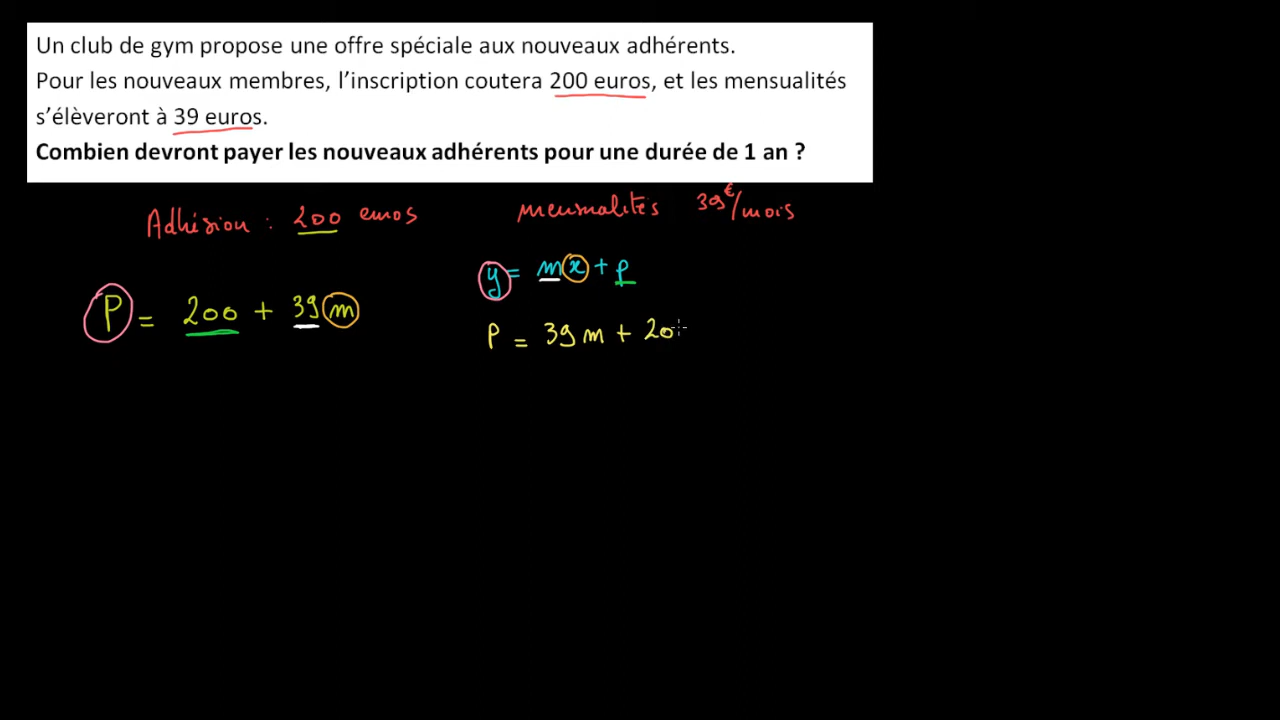 Un club de gym propose une offre spéciale aux nouveaux adhérents.
Pour les nouveaux membres, l’inscription coutera 200 euros, et les mensualités
s’élèveront à 39 euros.
Combien devront payer les nouveaux adhérents pour une durée de 1 an ?
Adhésion : 200 euros
mensualités 39€/mois
y = mx + p
P = 200 + 39 m
P = 39 m + 20